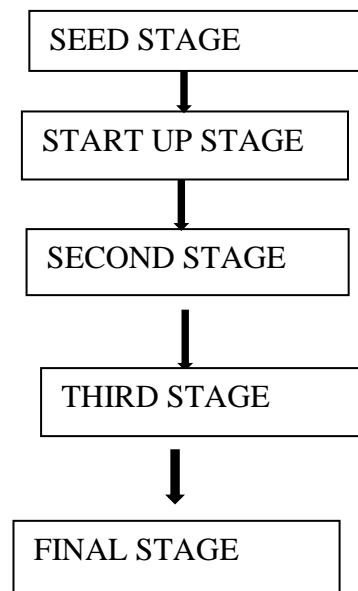 SEED STAGE
START UP STAGE
SECOND STAGE
THIRD STAGE
FINAL STAGE